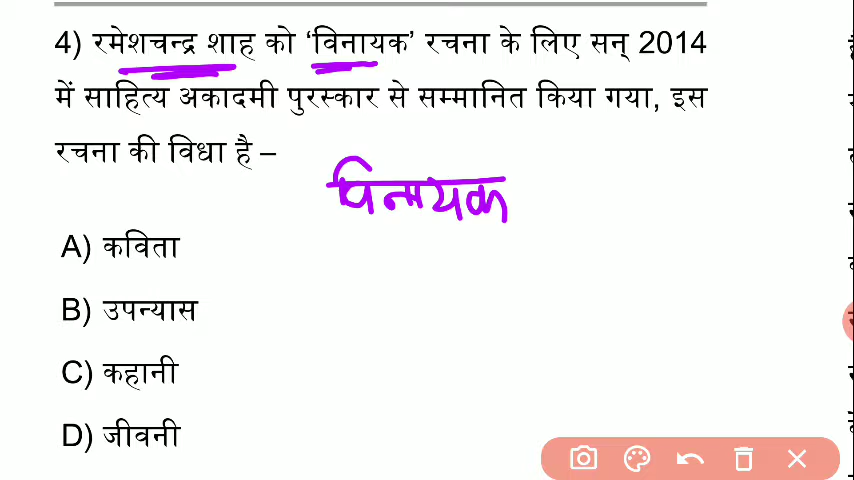 4) रमेशचन्द्र शाह को ‘विनायक’ रचना के लिए सन् 2014
में साहित्य अकादमी पुरस्कार से सम्मानित किया गया, इस
रचना की विधा है –
विनायक
A) कविता
B) उपन्यास
C) कहानी
D) जीवनी